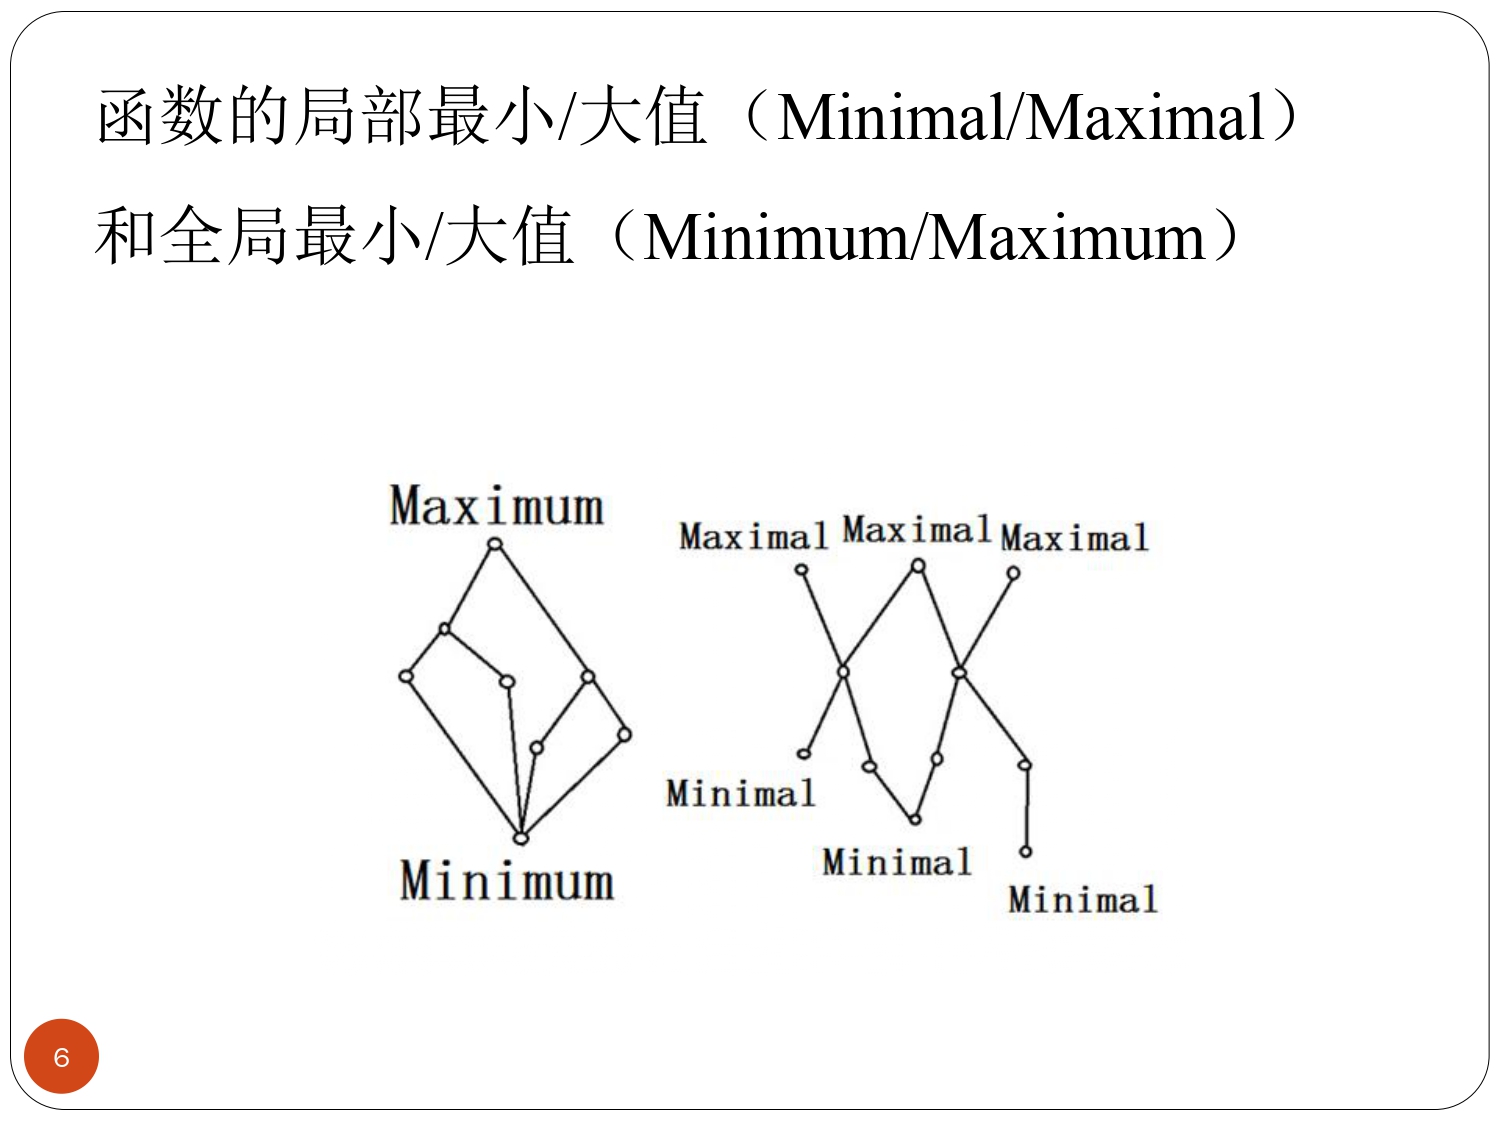 函数的局部最小/大值（Minimal/Maximal）
和全局最小/大值（Minimum/Maximum）
Maximum
Minimum
Maximal Maximal Maximal
Minimal
Minimal
Minimal
6